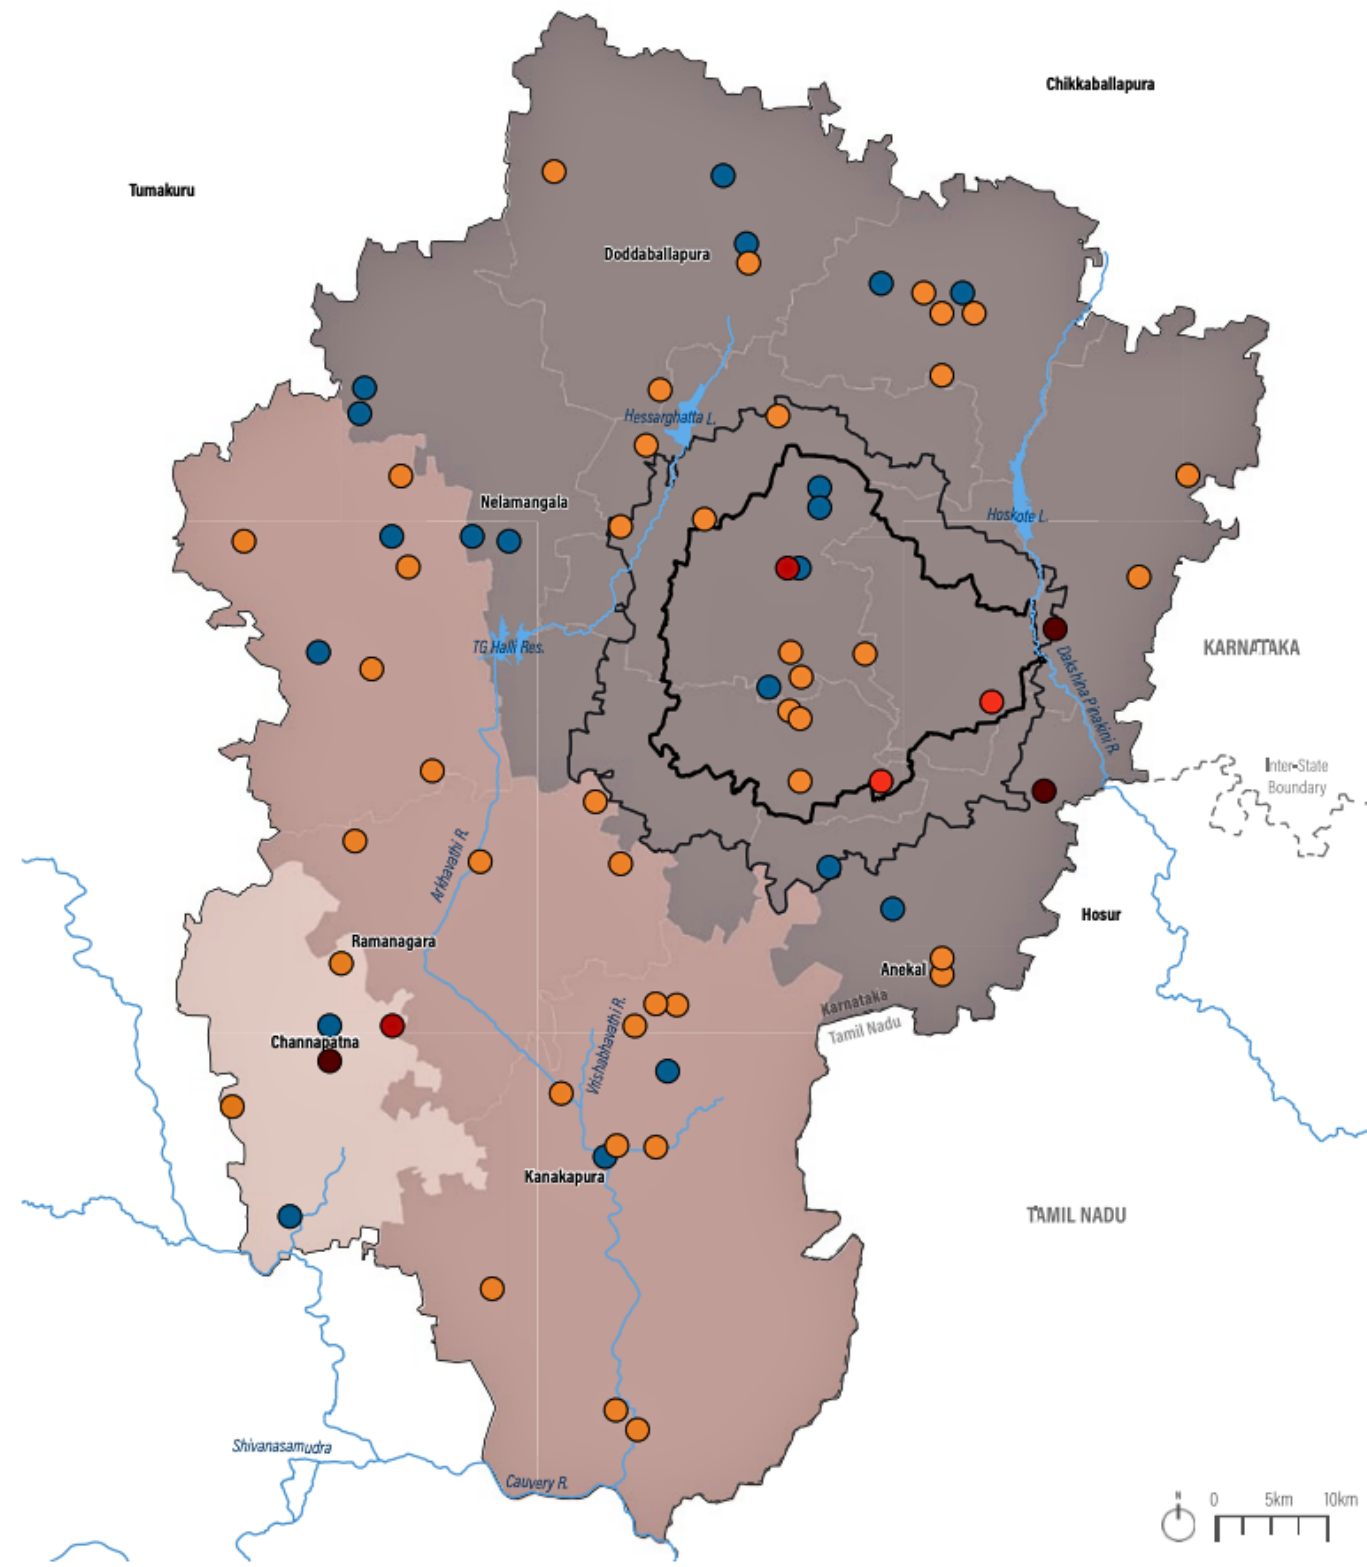 Chikkaballapura
Tumakuru
Doddaballapura
Hessarghatta L.
Nelamangala
Hoskote L.
TG Halli Res.
Dakshina Pinakini R.
KARNATAKA
Inter-State
Boundary
Arkhavathi R.
Hosur
Ramanagara
Anekal
Karnataka
Tamil Nadu
Vrishabhavathi R.
Channapatna
Kanakapura
TAMIL NADU
Shivanasamudra
Cauvery R.
N
0 5km 10km